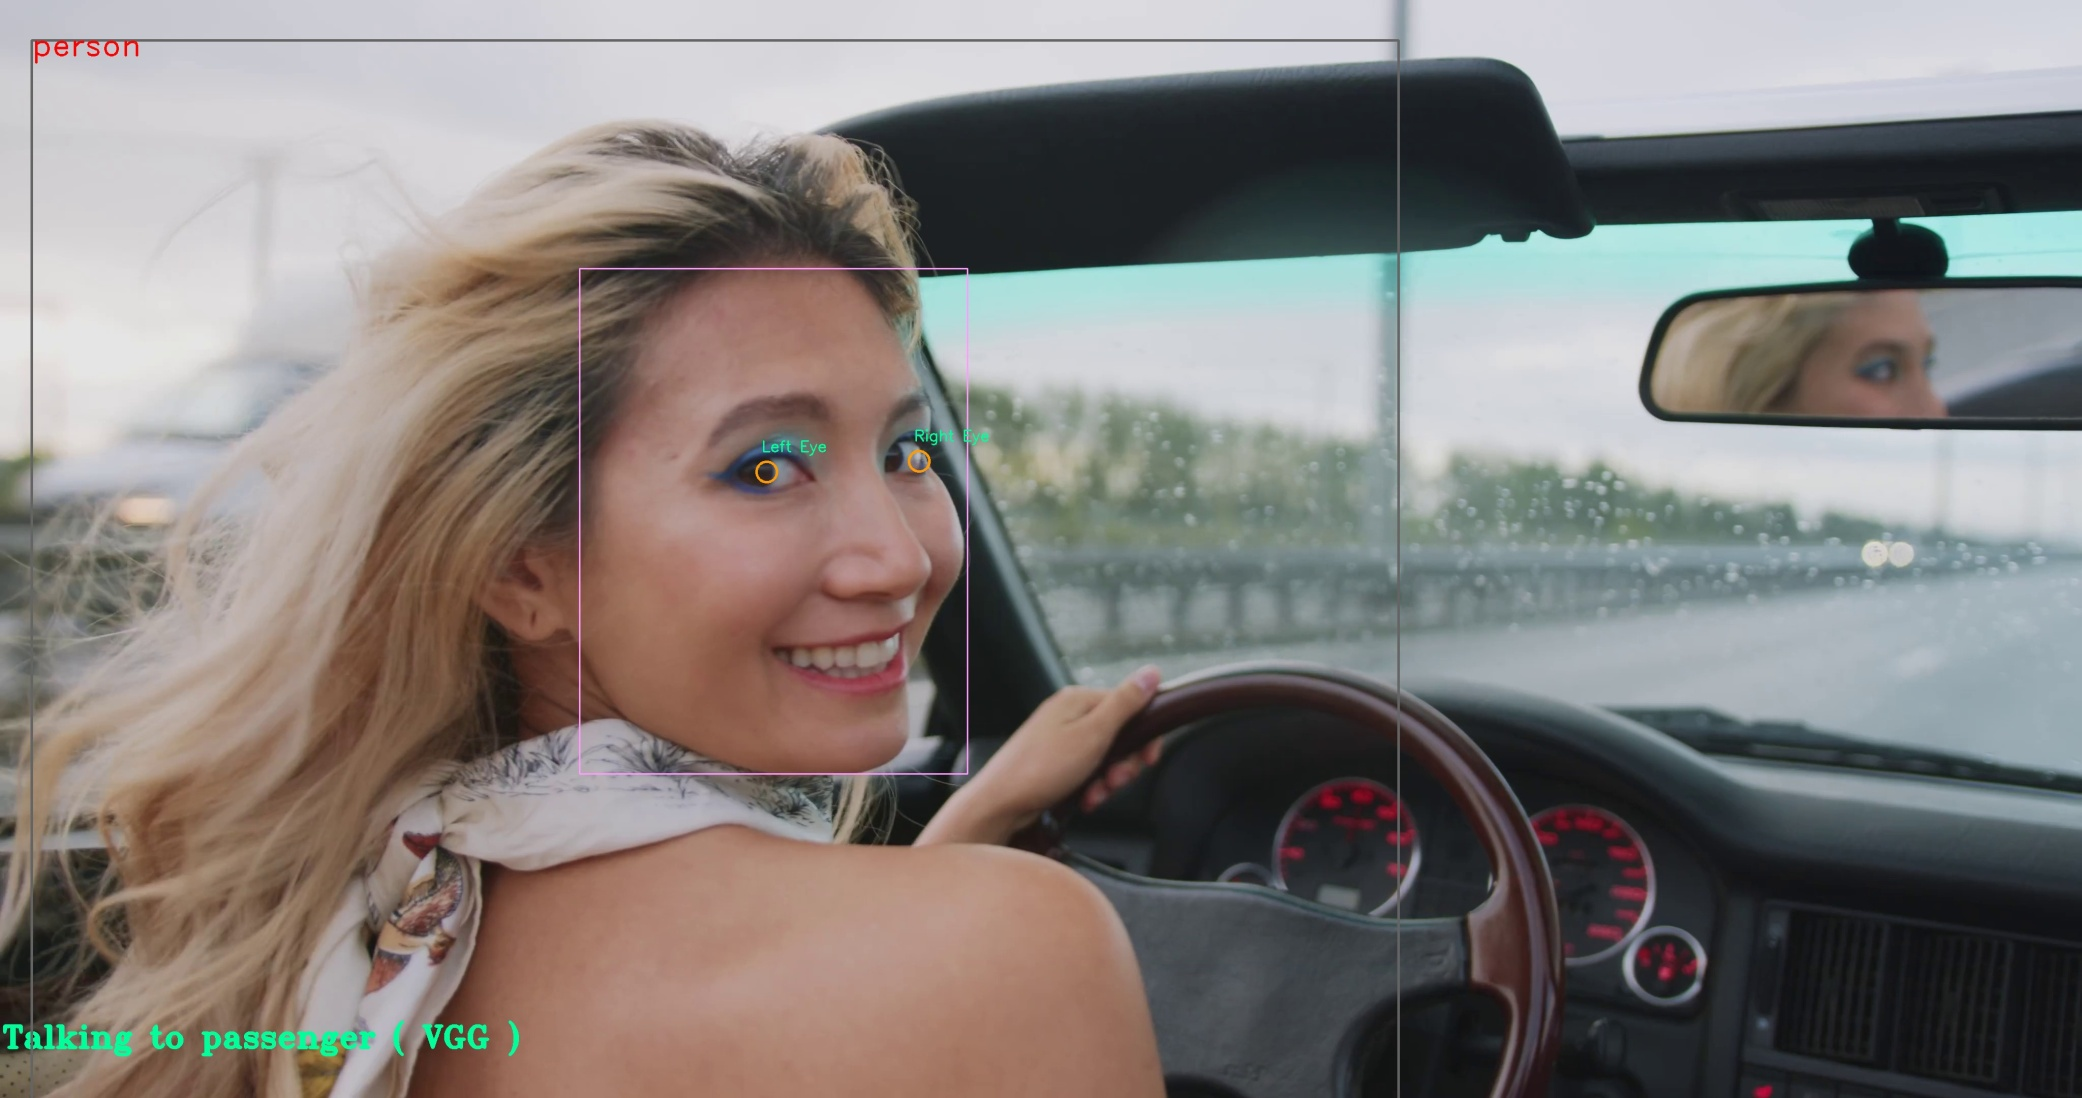 person
Left Eye
Right Eye
Talking to passenger ( VGG )